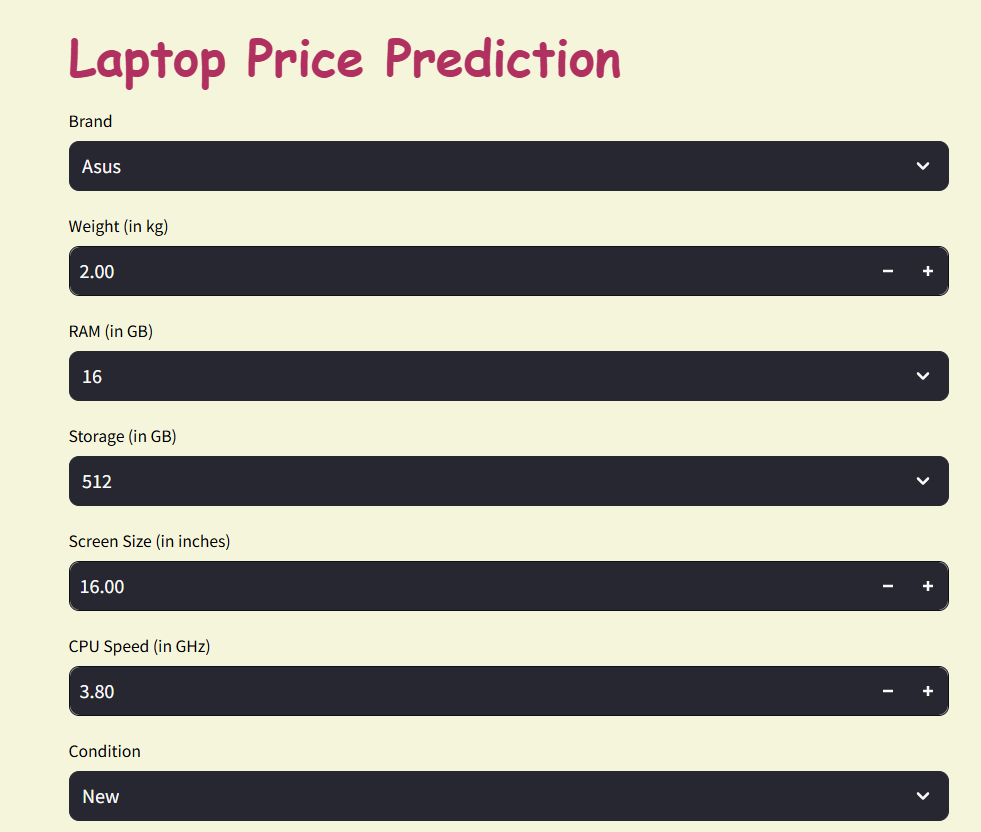 Laptop Price Prediction
Brand
Asus
Weight (in kg)
2.00
RAM (in GB)
16
Storage (in GB)
512
Screen Size (in inches)
16.00
CPU Speed (in GHz)
3.80
Condition
New